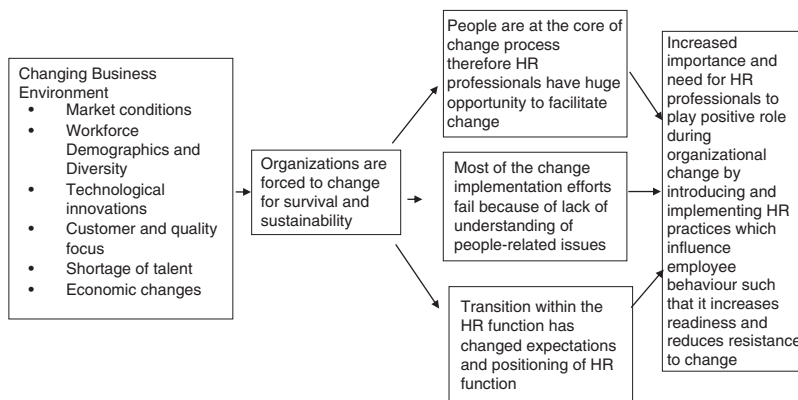 Changing Business
Environment
• Market conditions
• Workforce
Demographics and
Diversity
• Technological
innovations
• Customer and quality
focus
• Shortage of talent
• Economic changes
Organizations are
forced to change
for survival and
sustainability
People are at the core of
change process
therefore HR
professionals have huge
opportunity to facilitate
change
Most of the change
implementation efforts
fail because of lack of
understanding of
people-related issues
Transition within the
HR function has
changed expectations
and positioning of HR
function
Increased
importance and
need for HR
professionals to
play positive role
during
organizational
change by
introducing and
implementing HR
practices which
influence
employee
behaviour such
that it increases
readiness and
reduces resistance
to change